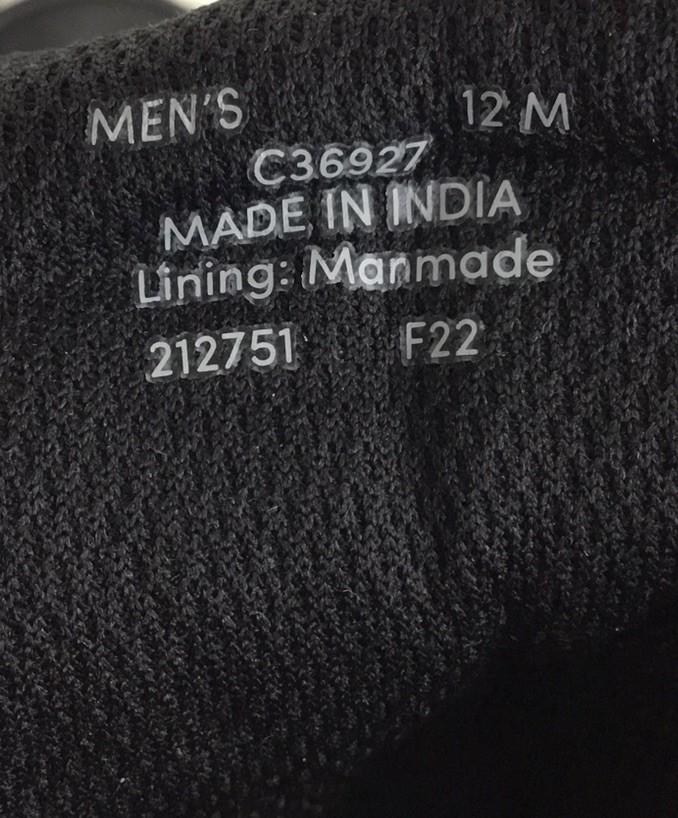 MEN'S 12 M
C36927
MADE IN INDIA
Lining: Manmade
212751 F22